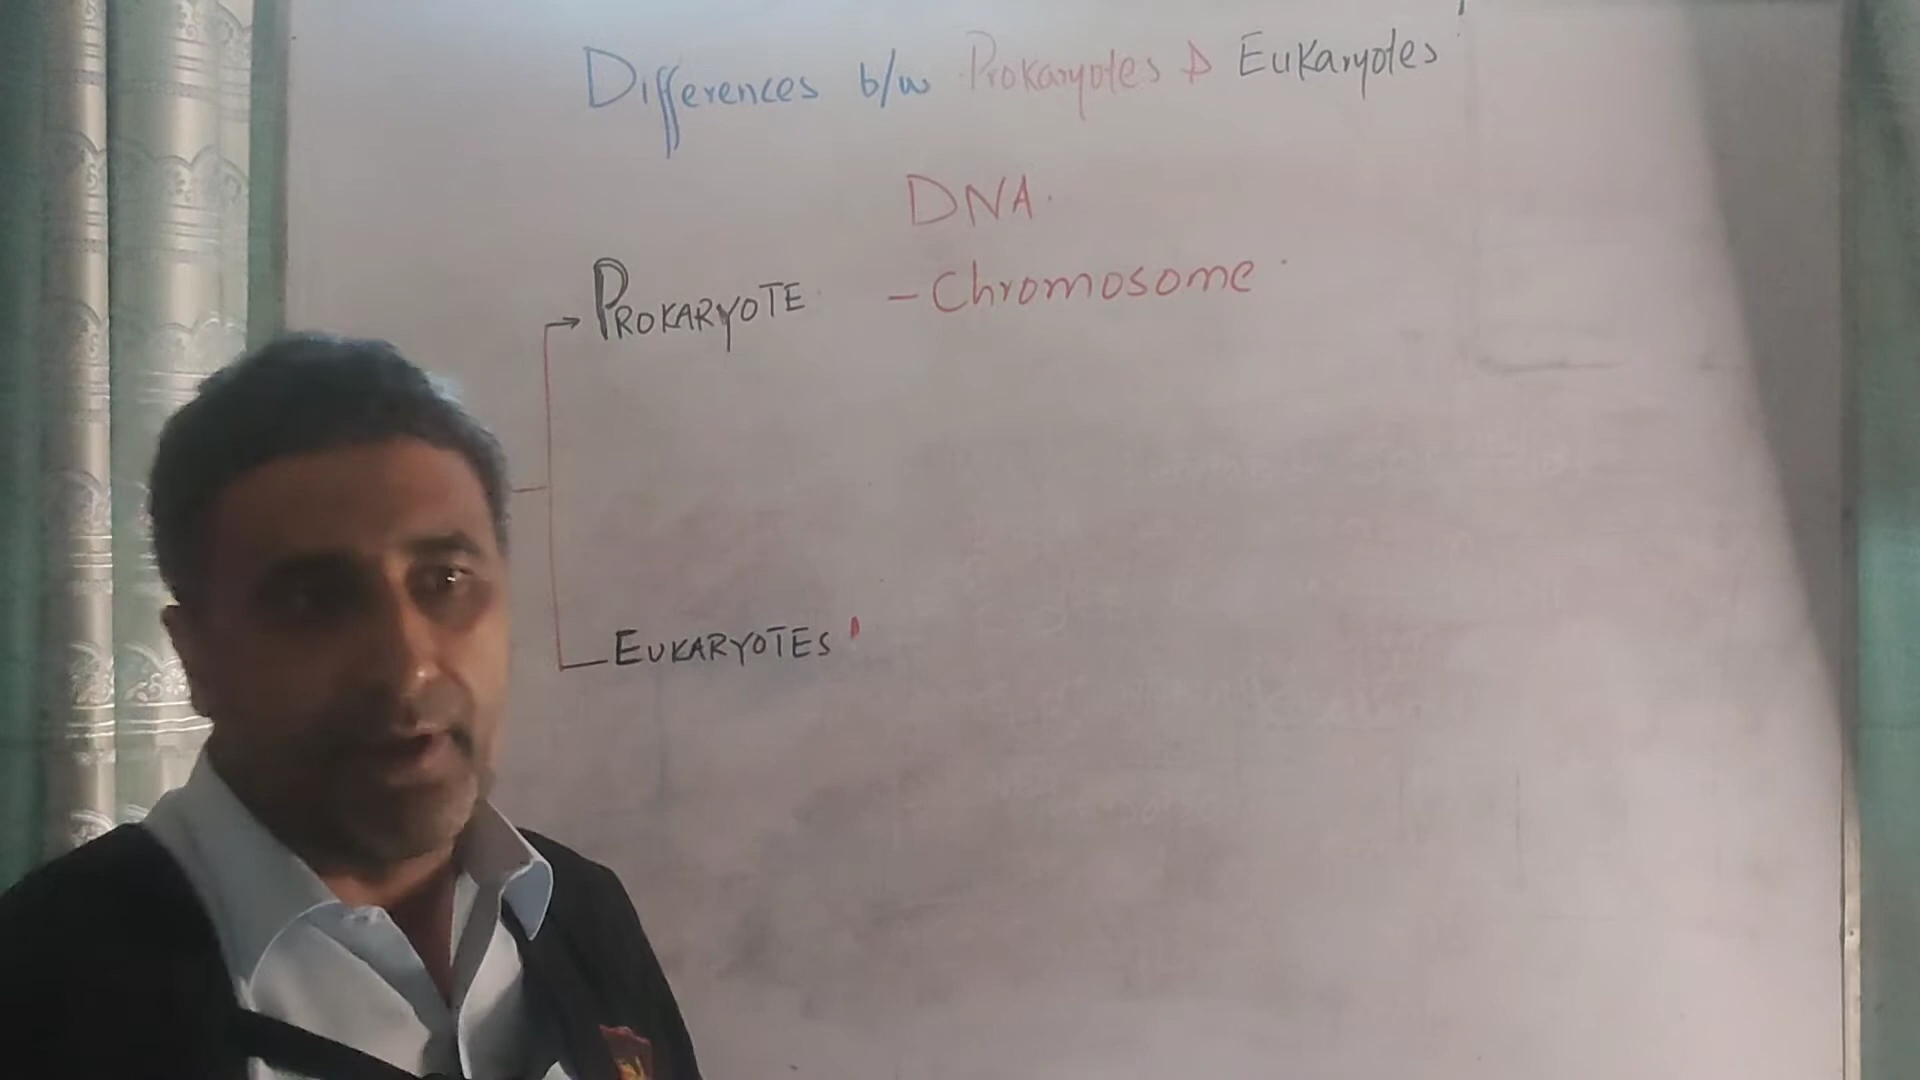 Differences b/w Prokaryotes & Eukaryotes
DNA.
PROKARYOTE - Chromosome
EUKARYOTES